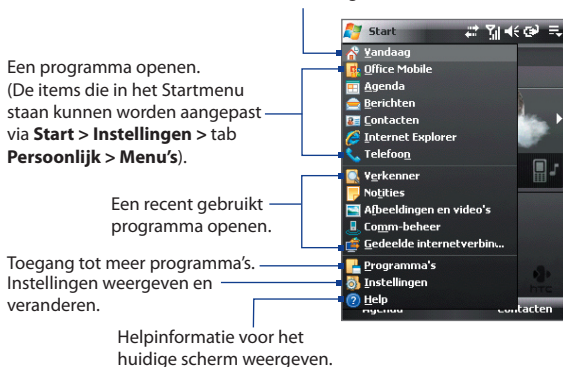 Start
Vandaag
Office Mobile
Agenda
Berichten
Contacten
Internet Explorer
Telefoon
Verkenner
Notities
Afbeeldingen en video's
Comm-beheer
Gedeelde internetverbin...
Programma's
Instellingen
Help
hTC
Agenda
Contacten
Een programma openen.
(De items die in het Startmenu
staan kunnen worden aangepast
via Start > Instellingen > tab
Persoonlijk > Menu's).
Een recent gebruikt
programma openen.
Toegang tot meer programma's.
Instellingen weergeven en
veranderen.
Helpinformatie voor het
huidige scherm weergeven.